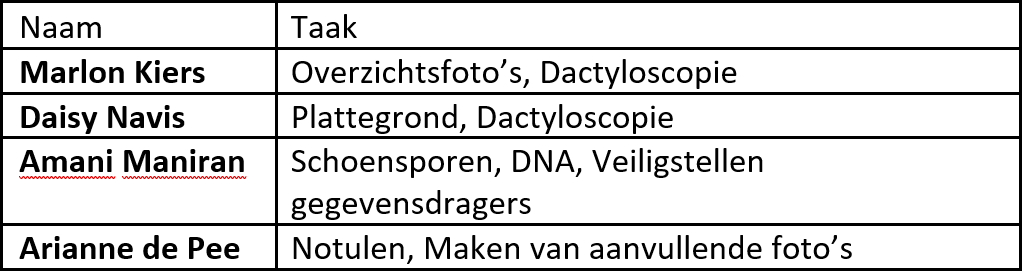 Naam Taak
Marlon Kiers Overzichtsfoto’s, Dactyloscopie
Daisy Navis Plattegrond, Dactyloscopie
Amani Maniran Schoensporen, DNA, Veiligstellen
gegevensdragers
Arianne de Pee Notulen, Maken van aanvullende foto’s